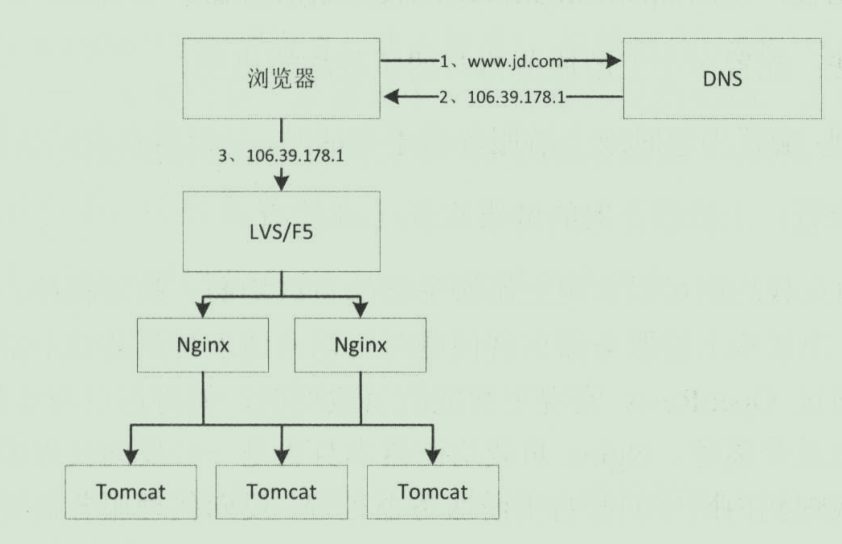 浏览器
1、www.jd.com
DNS
2、106.39.178.1
3、106.39.178.1
LVS/F5
Nginx
Nginx
Tomcat
Tomcat
Tomcat